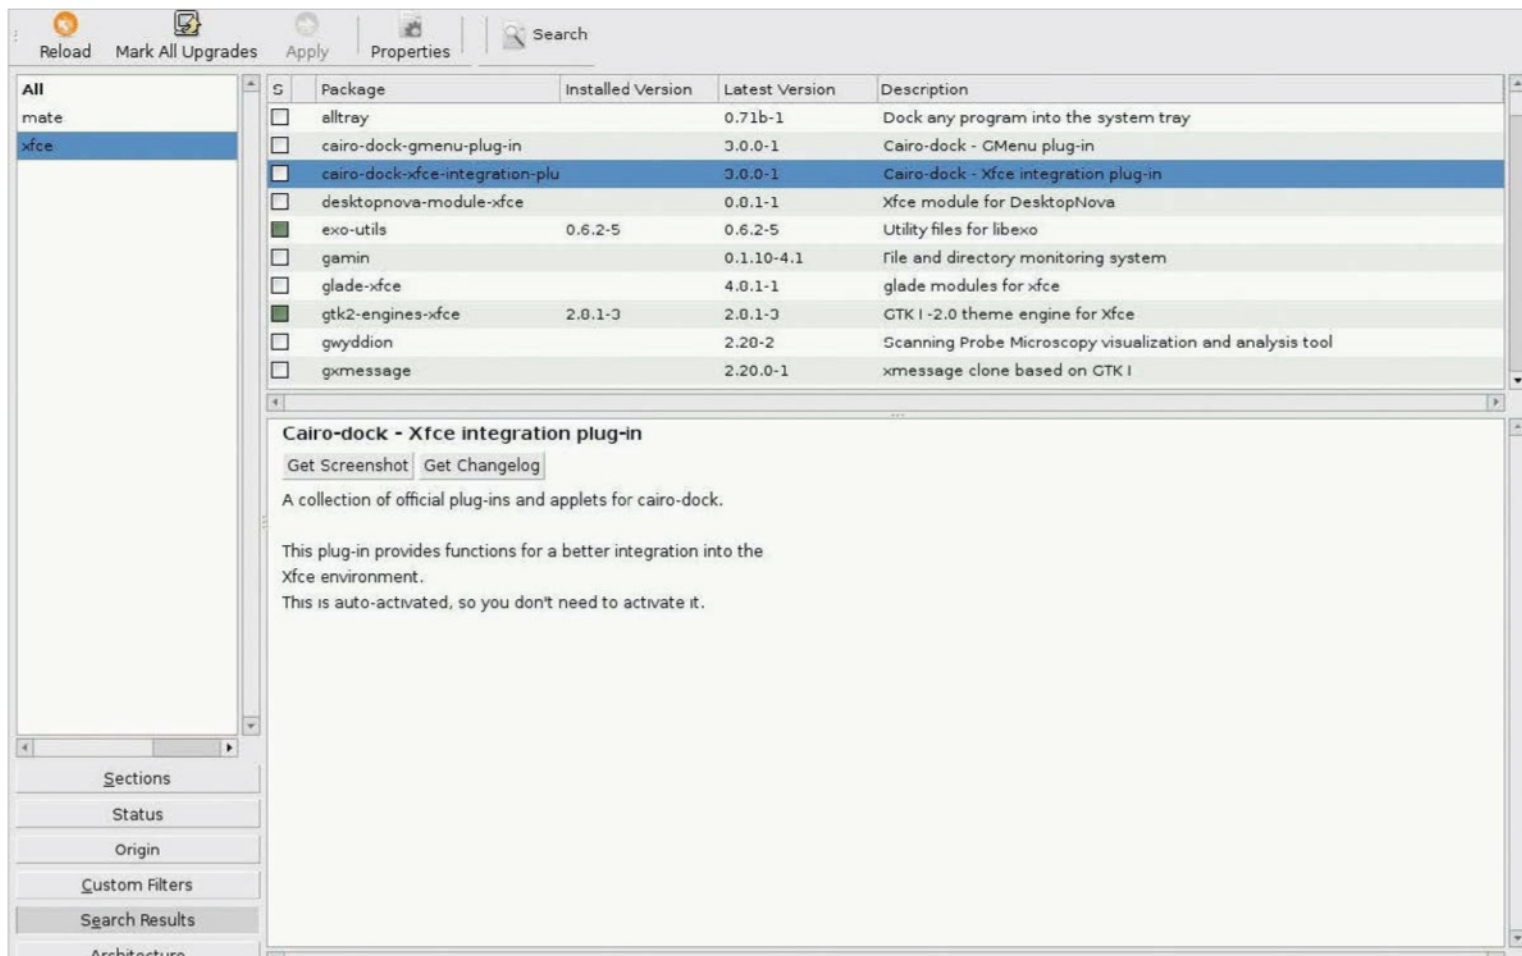 Reload Mark All Upgrades Apply Properties Search
All
mate
xfce
S Package Installed Version Latest Version Description
alltray 0.71b-1 Dock any program into the system tray
cairo-dock-gmenu-plug-in 3.0.0-1 Cairo-dock - GMenu plug-in
cairo-dock-xfce-integration-plu 3.0.0-1 Cairo-dock - Xfce integration plug-in
desktopnova-module-xfce 0.8.1-1 Xfce module for DesktopNova
exo-utils 0.6.2-5 0.6.2-5 Utility files for libexo
gamin 0.1.10-4.1 File and directory monitoring system
glade-xfce 4.8.1-1 glade modules for xfce
gtk2-engines-xfce 2.8.1-3 2.8.1-3 GTK+-2.0 theme engine for Xfce
gwyddion 2.28-2 Scanning Probe Microscopy visualization and analysis tool
gxmessage 2.20.0-1 xmessage clone based on GTK+
Cairo-dock - Xfce integration plug-in
Get Screenshot Get Changelog
A collection of official plug-ins and applets for cairo-dock.
This plug-in provides functions for a better integration into the
Xfce environment.
This is auto-activated, so you don't need to activate it.
Sections
Status
Origin
Custom Filters
Search Results
Architecture